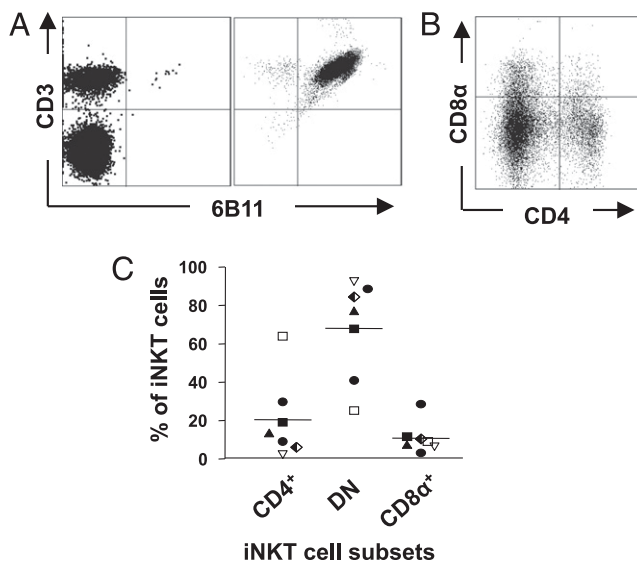 A
CD3
6B11
B
CD8α
CD4
C
% of iNKT cells
100
80
60
40
20
0
CD4⁺
DN
CD8α⁺
iNKT cell subsets